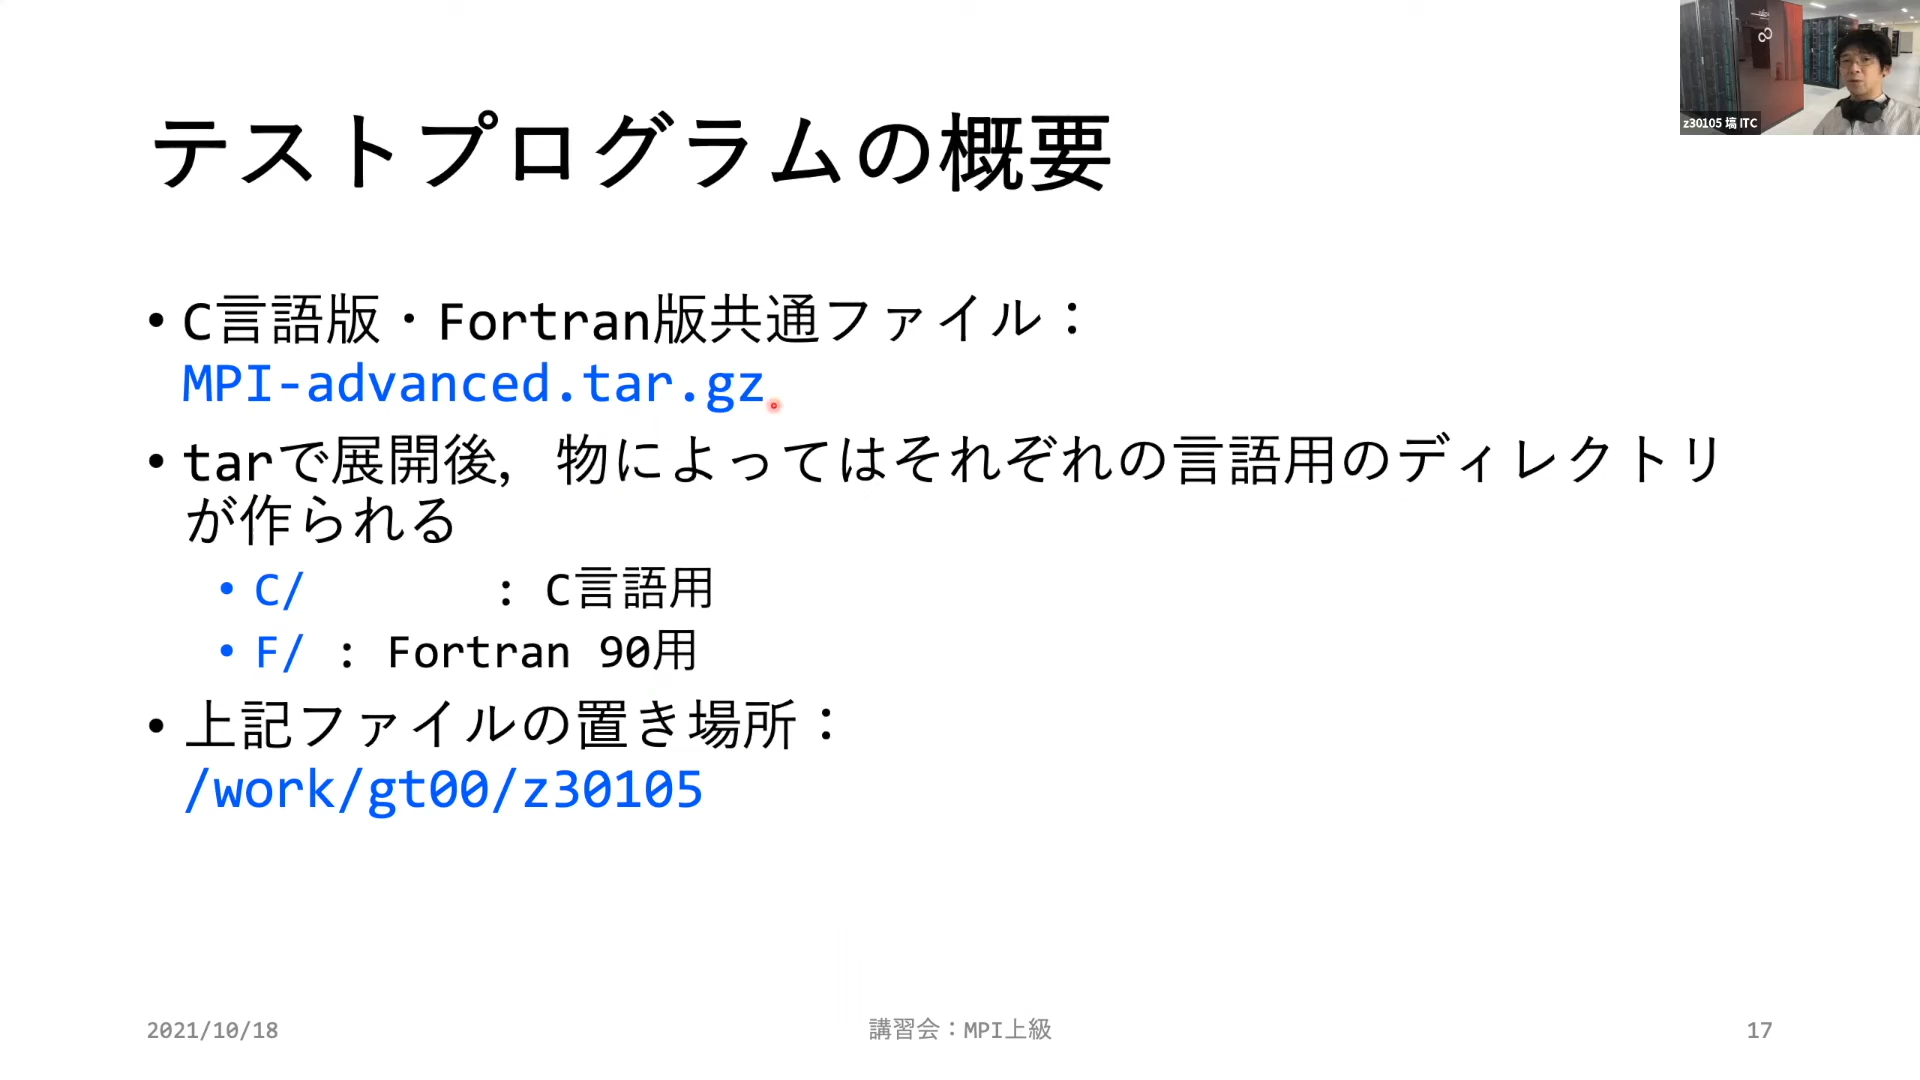 z30105 塙 ITC
テストプログラムの概要
• C言語版・Fortran版共通ファイル：
MPI-advanced.tar.gz
• tarで展開後，物によってはそれぞれの言語用のディレクトリ
が作られる
• C/ : C言語用
• F/ : Fortran 90用
• 上記ファイルの置き場所：
/work/gt00/z30105
2021/10/18
講習会：MPI上級
17